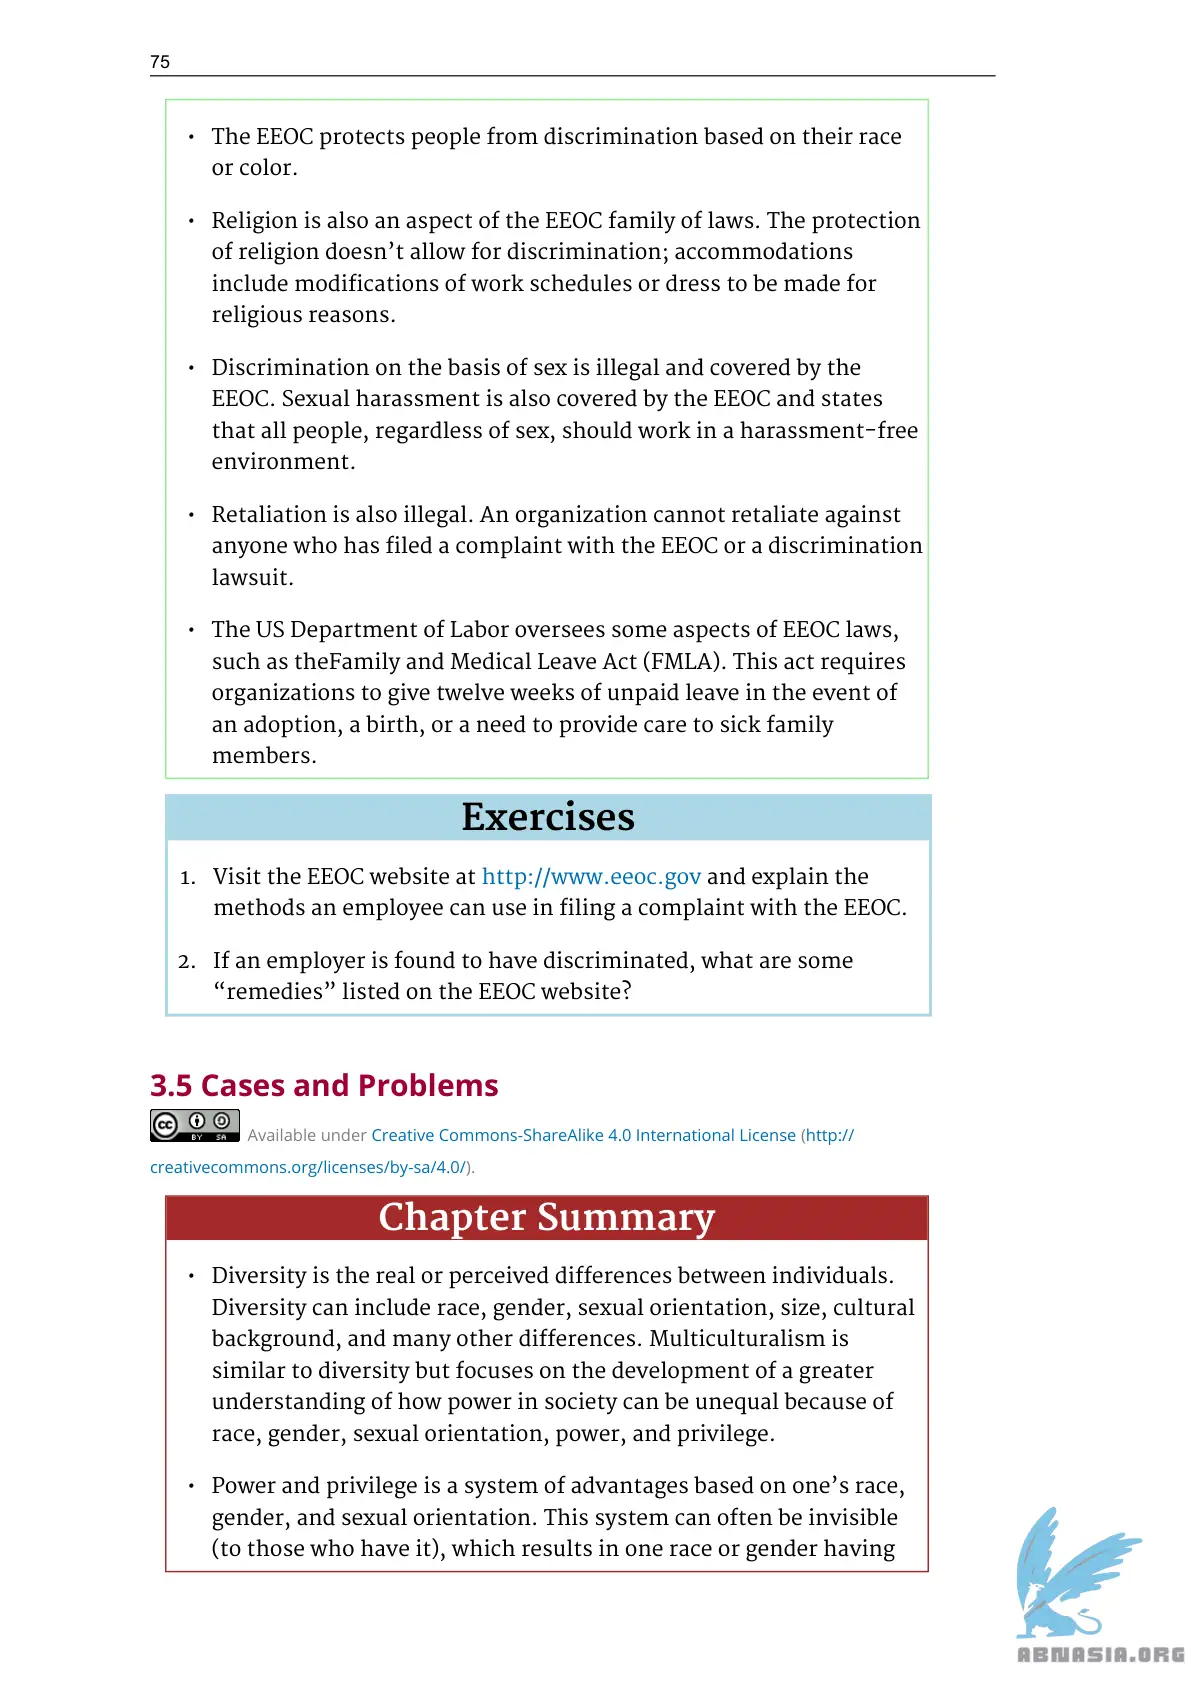 75
• The EEOC protects people from discrimination based on their race
or color.
• Religion is also an aspect of the EEOC family of laws. The protection
of religion doesn’t allow for discrimination; accommodations
include modifications of work schedules or dress to be made for
religious reasons.
• Discrimination on the basis of sex is illegal and covered by the
EEOC. Sexual harassment is also covered by the EEOC and states
that all people, regardless of sex, should work in a harassment-free
environment.
• Retaliation is also illegal. An organization cannot retaliate against
anyone who has filed a complaint with the EEOC or a discrimination
lawsuit.
• The US Department of Labor oversees some aspects of EEOC laws,
such as theFamily and Medical Leave Act (FMLA). This act requires
organizations to give twelve weeks of unpaid leave in the event of
an adoption, a birth, or a need to provide care to sick family
members.
Exercises
1. Visit the EEOC website at http://www.eeoc.gov and explain the
methods an employee can use in filing a complaint with the EEOC.
2. If an employer is found to have discriminated, what are some
“remedies” listed on the EEOC website?
3.5 Cases and Problems
cc BY SA Available under Creative Commons-ShareAlike 4.0 International License (http://
creativecommons.org/licenses/by-sa/4.0/).
Chapter Summary
• Diversity is the real or perceived differences between individuals.
Diversity can include race, gender, sexual orientation, size, cultural
background, and many other differences. Multiculturalism is
similar to diversity but focuses on the development of a greater
understanding of how power in society can be unequal because of
race, gender, sexual orientation, power, and privilege.
• Power and privilege is a system of advantages based on one’s race,
gender, and sexual orientation. This system can often be invisible
(to those who have it), which results in one race or gender having
ABNASIA.ORG